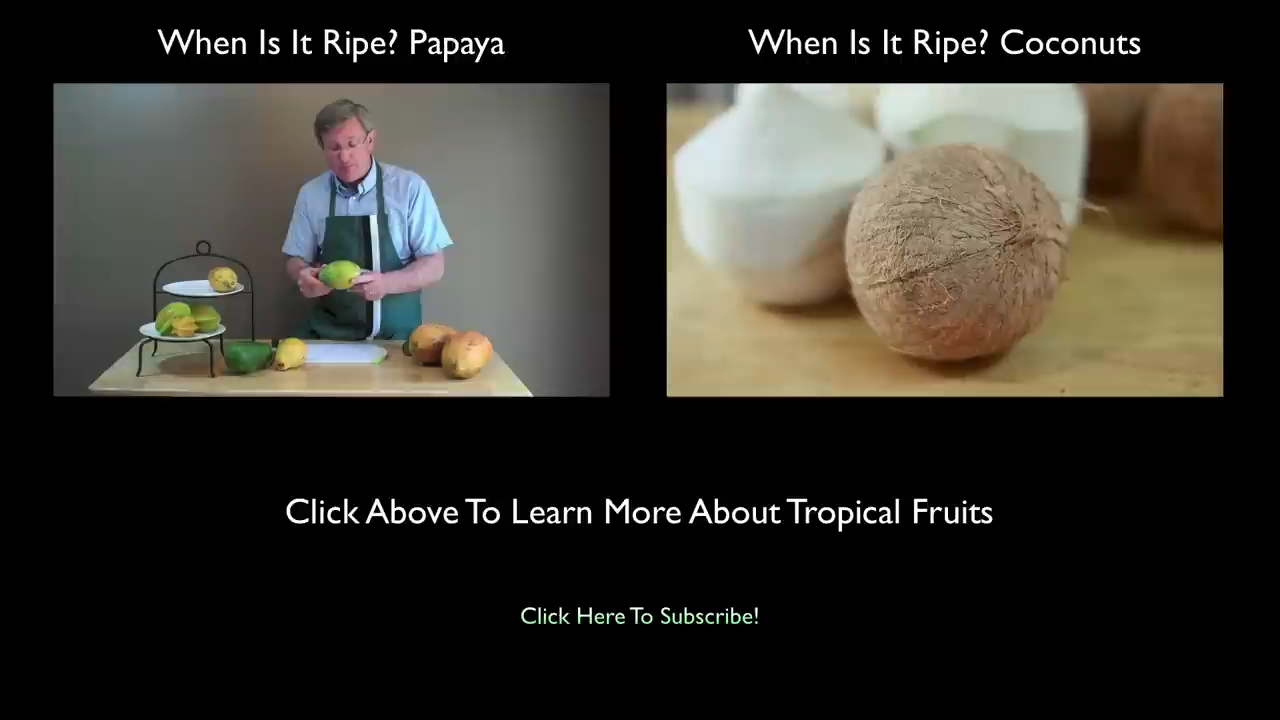 When Is It Ripe? Papaya
When Is It Ripe? Coconuts
Click Above To Learn More About Tropical Fruits
Click Here To Subscribe!